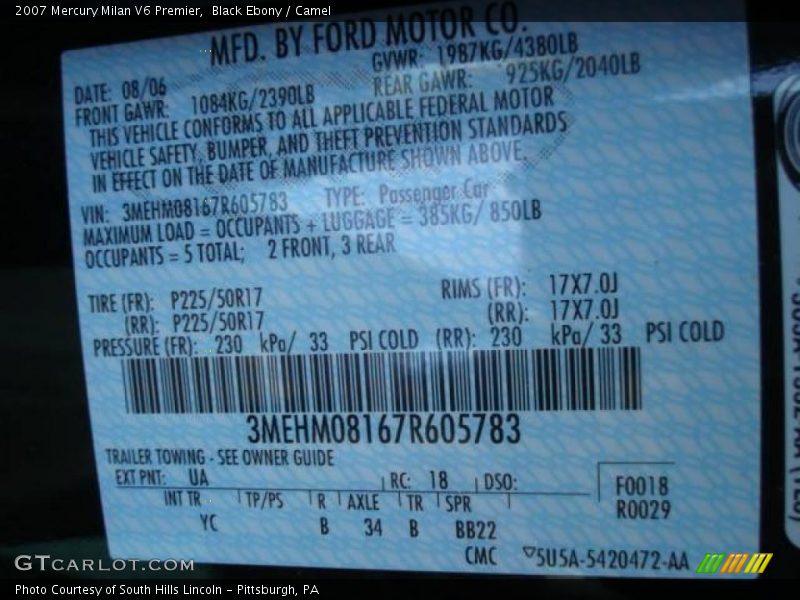 2007 Mercury Milan V6 Premier, Black Ebony / Camel
MFD. BY FORD MOTOR CO.
DATE: 08/06 GVWR: 1987KG/4380LB
FRONT GAWR: 1084KG/2390LB REAR GAWR: 925KG/2040LB
THIS VEHICLE CONFORMS TO ALL APPLICABLE FEDERAL MOTOR
VEHICLE SAFETY, BUMPER, AND THEFT PREVENTION STANDARDS
IN EFFECT ON THE DATE OF MANUFACTURE SHOWN ABOVE.
VIN: 3MEHM08167R605783 TYPE: Passenger Car
MAXIMUM LOAD = OCCUPANTS + LUGGAGE = 385KG/ 850LB
OCCUPANTS = 5 TOTAL; 2 FRONT, 3 REAR
TIRE (FR): P225/50R17 RIMS (FR): 17X7.0J
(RR): P225/50R17 (RR): 17X7.0J
PRESSURE (FR): 230 kPa/ 33 PSI COLD (RR): 230 kPa/ 33 PSI COLD
3MEHM08167R605783
TRAILER TOWING - SEE OWNER GUIDE
EXT PNT: UA RC: 18 DSO: F0018
INT TR TP/PS R AXLE TR SPR R0029
YC B 34 B BB22
CMC ▽5U5A-5420472-AA
GTCARLOT.COM
Photo Courtesy of South Hills Lincoln - Pittsburgh, PA